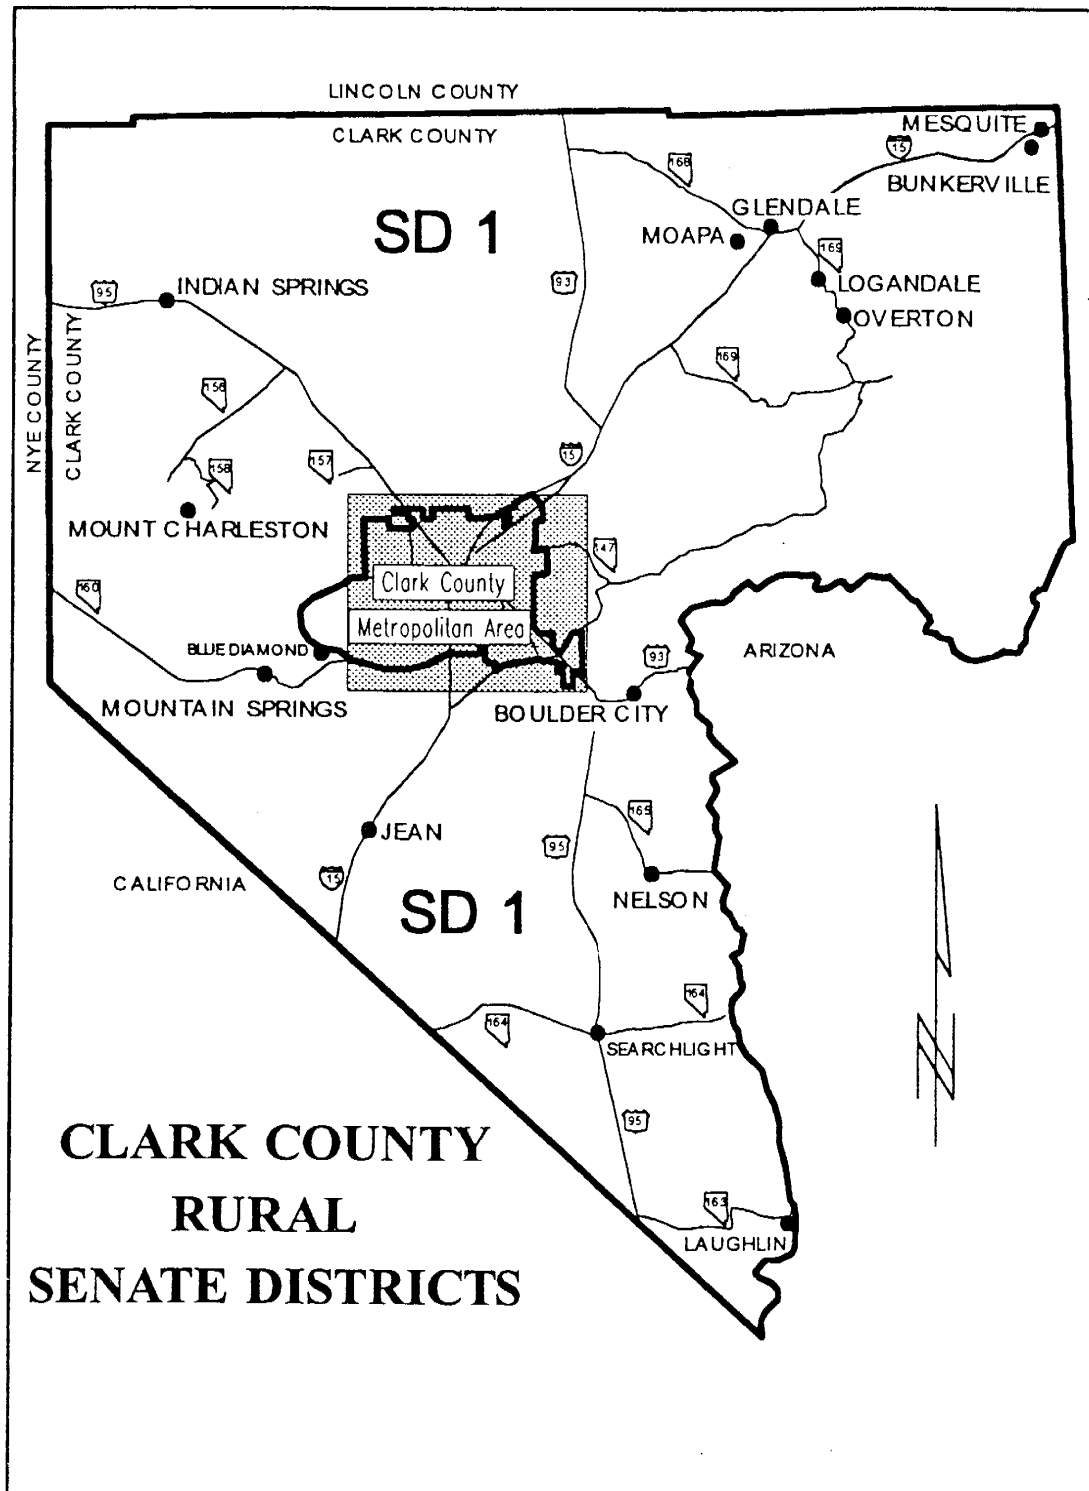 LINCOLN COUNTY
CLARK COUNTY
MESQUITE
15
BUNKERVILLE
168
GLENDALE
MOAPA
SD 1
169
93
LOGANDALE
95
INDIAN SPRINGS
OVERTON
NYE COUNTY
CLARK COUNTY
169
156
15
157
158
MOUNT CHARLESTON
147
160
Clark County
Metropolitan Area
BLUE DIAMOND
93
ARIZONA
MOUNTAIN SPRINGS
BOULDER CITY
165
JEAN
95
CALIFORNIA
15
NELSON
SD 1
164
164
SEARCHLIGHT
95
CLARK COUNTY
RURAL
SENATE DISTRICTS
163
LAUGHLIN
N